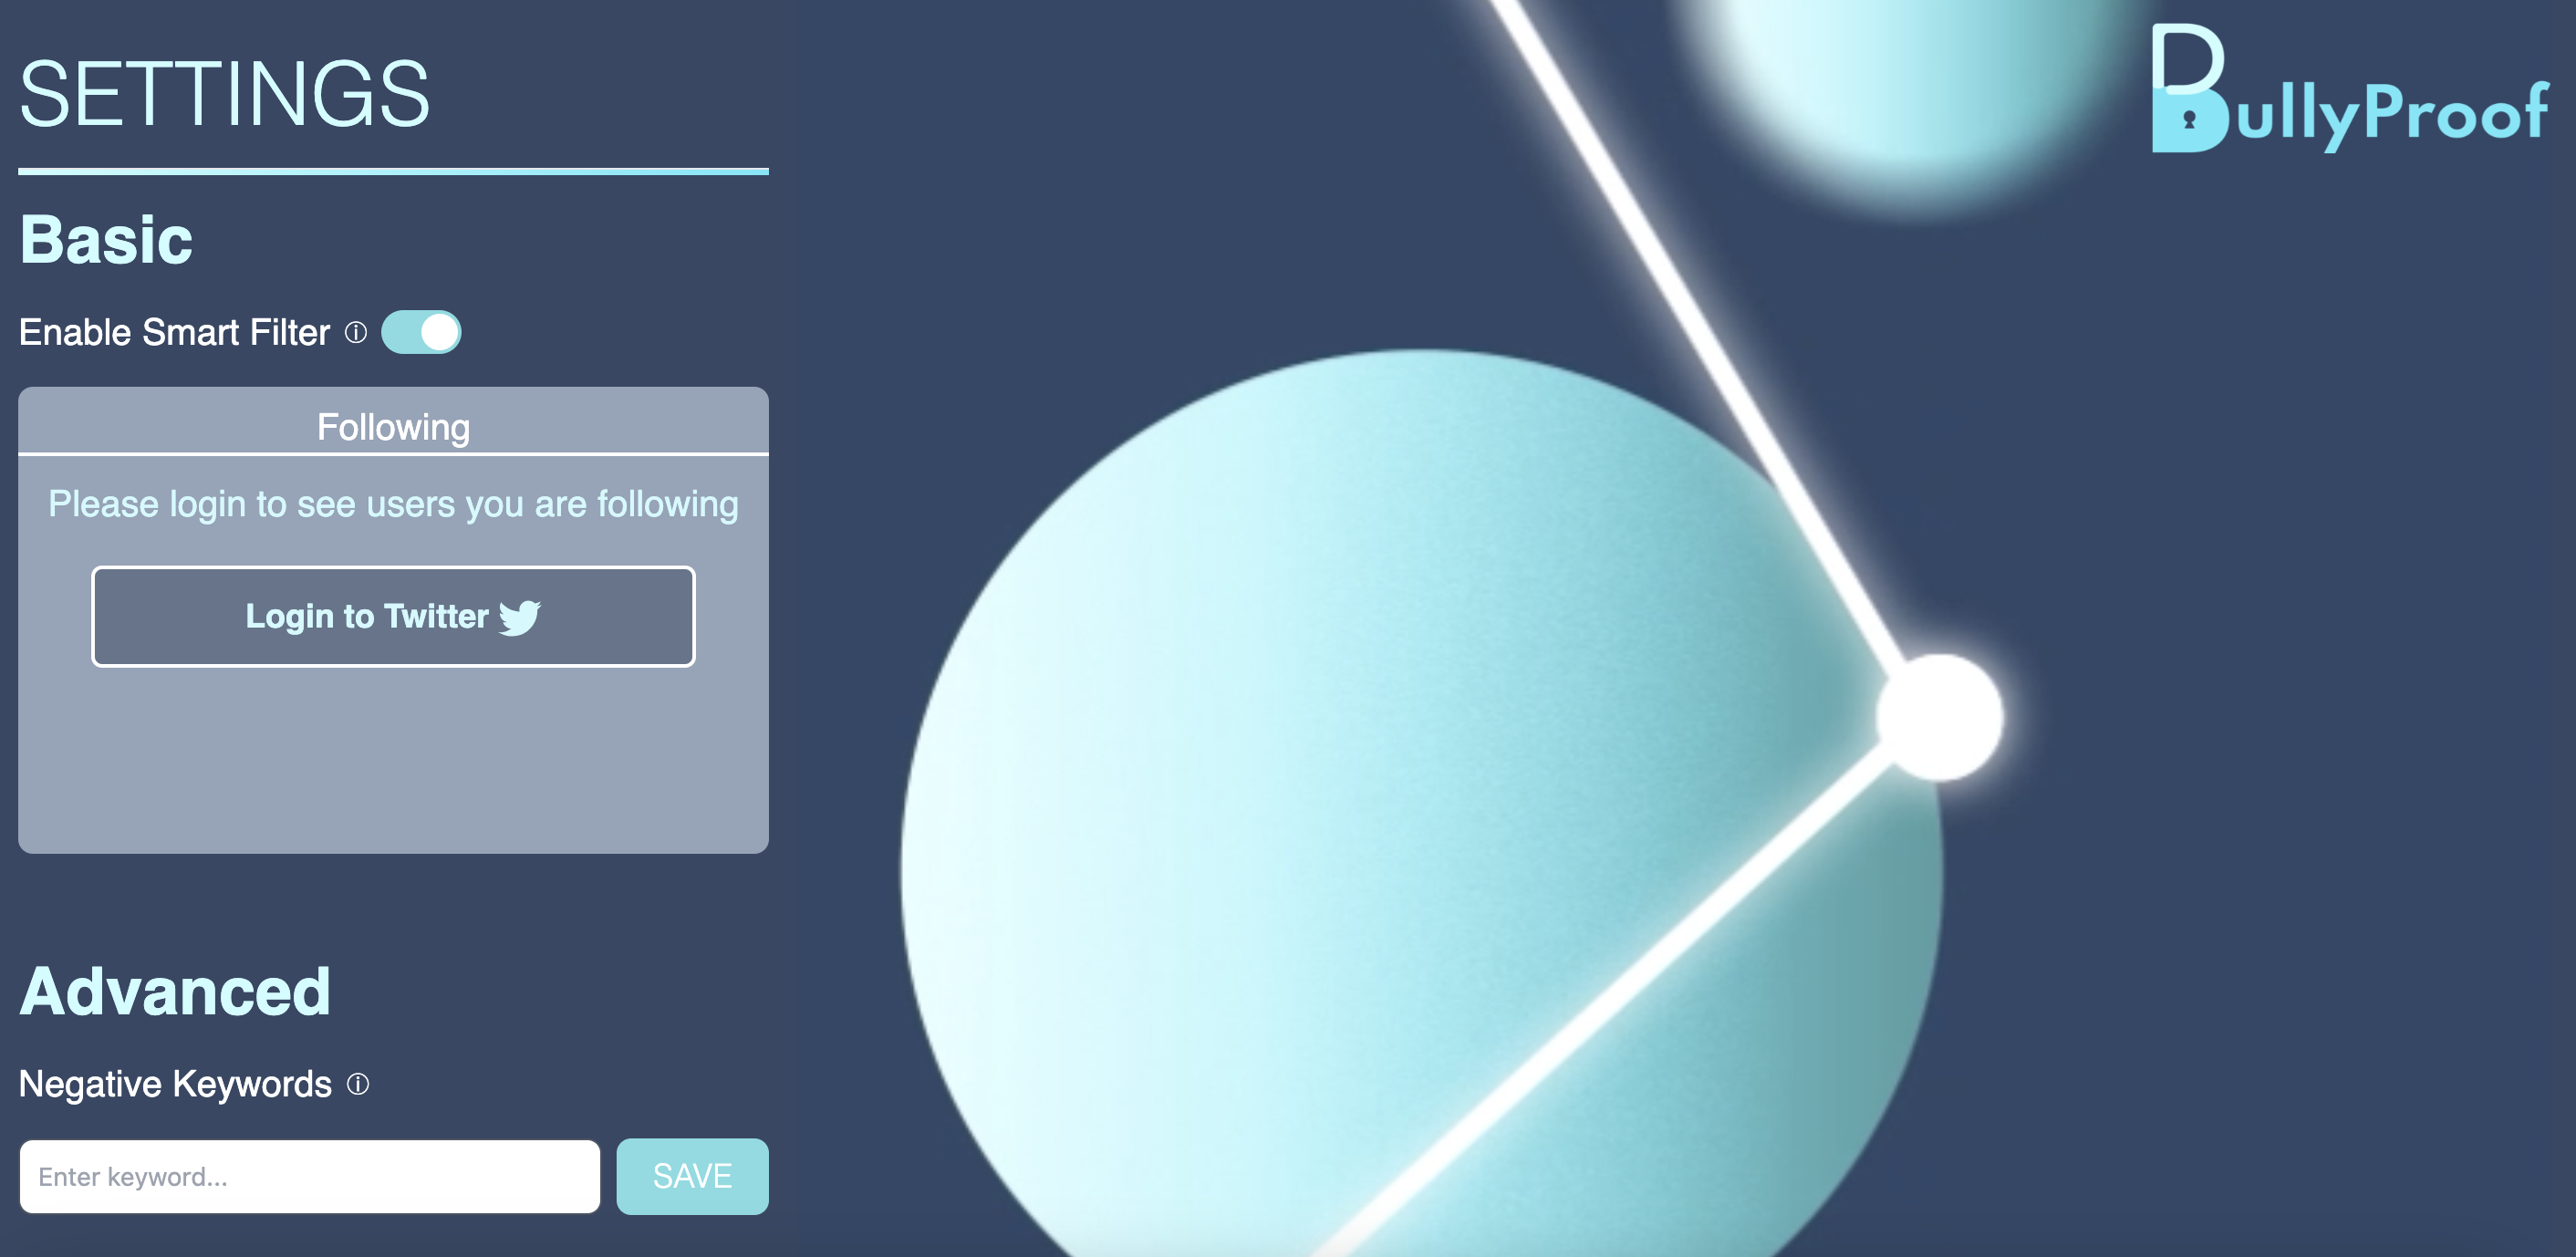 SETTINGS
BullyProof
Basic
Enable Smart Filter
Following
Please login to see users you are following
Login to Twitter
Advanced
Negative Keywords
Enter keyword...
SAVE